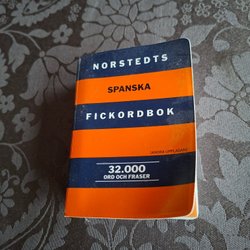 NORSTEDTS
SPANSKA
FICKORDBOK
32.000
ORD OCH FRASER